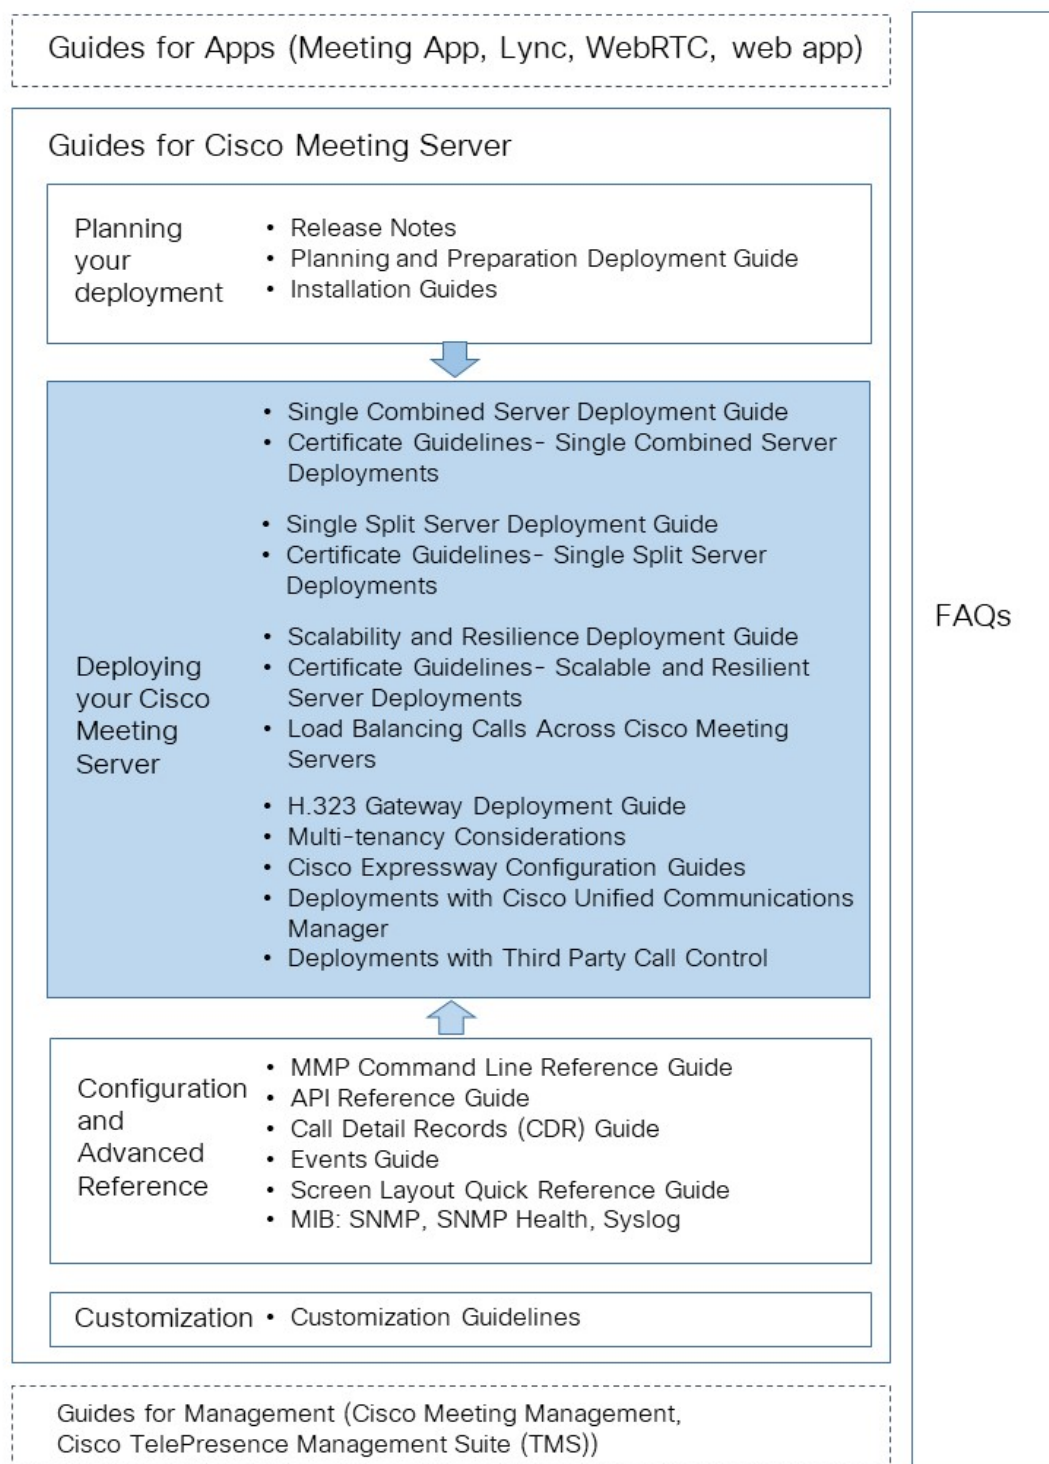 Guides for Apps (Meeting App, Lync, WebRTC, web app)
Guides for Cisco Meeting Server
Planning
your
deployment
• Release Notes
• Planning and Preparation Deployment Guide
• Installation Guides
Deploying
your Cisco
Meeting
Server
• Single Combined Server Deployment Guide
• Certificate Guidelines- Single Combined Server
Deployments
• Single Split Server Deployment Guide
• Certificate Guidelines- Single Split Server
Deployments
• Scalability and Resilience Deployment Guide
• Certificate Guidelines- Scalable and Resilient
Server Deployments
• Load Balancing Calls Across Cisco Meeting
Servers
• H.323 Gateway Deployment Guide
• Multi-tenancy Considerations
• Cisco Expressway Configuration Guides
• Deployments with Cisco Unified Communications
Manager
• Deployments with Third Party Call Control
Configuration
and
Advanced
Reference
• MMP Command Line Reference Guide
• API Reference Guide
• Call Detail Records (CDR) Guide
• Events Guide
• Screen Layout Quick Reference Guide
• MIB: SNMP, SNMP Health, Syslog
Customization • Customization Guidelines
Guides for Management (Cisco Meeting Management,
Cisco TelePresence Management Suite (TMS))
FAQs